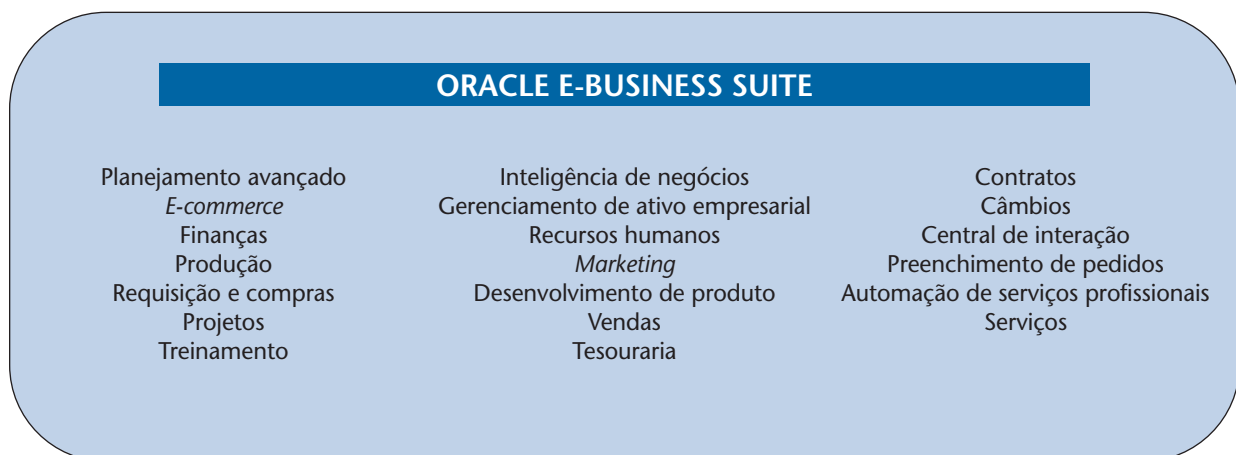 ORACLE E-BUSINESS SUITE
Planejamento avançado
E-commerce
Finanças
Produção
Requisição e compras
Projetos
Treinamento
Inteligência de negócios
Gerenciamento de ativo empresarial
Recursos humanos
Marketing
Desenvolvimento de produto
Vendas
Tesouraria
Contratos
Câmbios
Central de interação
Preenchimento de pedidos
Automação de serviços profissionais
Serviços